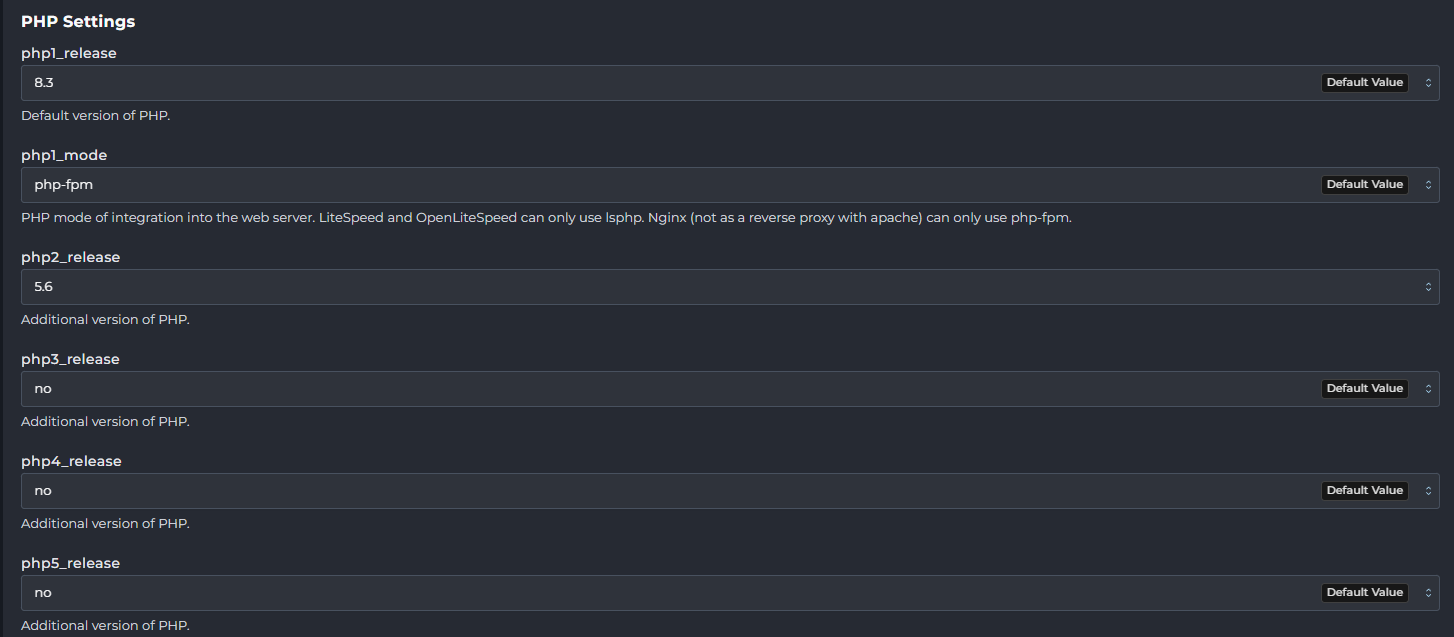 PHP Settings
php1_release
8.3
Default Value
Default version of PHP.
php1_mode
php-fpm
Default Value
PHP mode of integration into the web server. LiteSpeed and OpenLiteSpeed can only use lsphp. Nginx (not as a reverse proxy with apache) can only use php-fpm.
php2_release
5.6
Additional version of PHP.
php3_release
no
Default Value
Additional version of PHP.
php4_release
no
Default Value
Additional version of PHP.
php5_release
no
Default Value
Additional version of PHP.